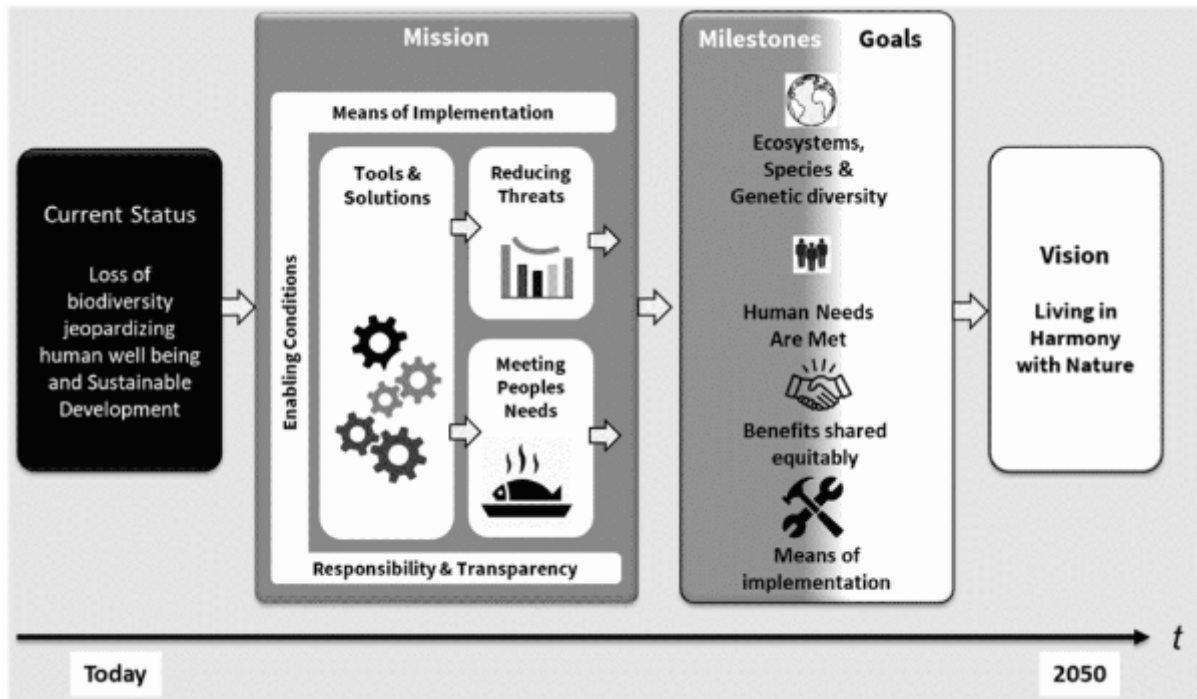 Current Status
Loss of
biodiversity
jeopardizing
human well being
and Sustainable
Development
Mission
Means of Implementation
Enabling Conditions
Tools &
Solutions
Reducing
Threats
Meeting
Peoples
Needs
Responsibility & Transparency
Milestones Goals
Ecosystems,
Species &
Genetic diversity
Human Needs
Are Met
Benefits shared
equitably
Means of
implementation
Vision
Living in
Harmony
with Nature
t
Today
2050